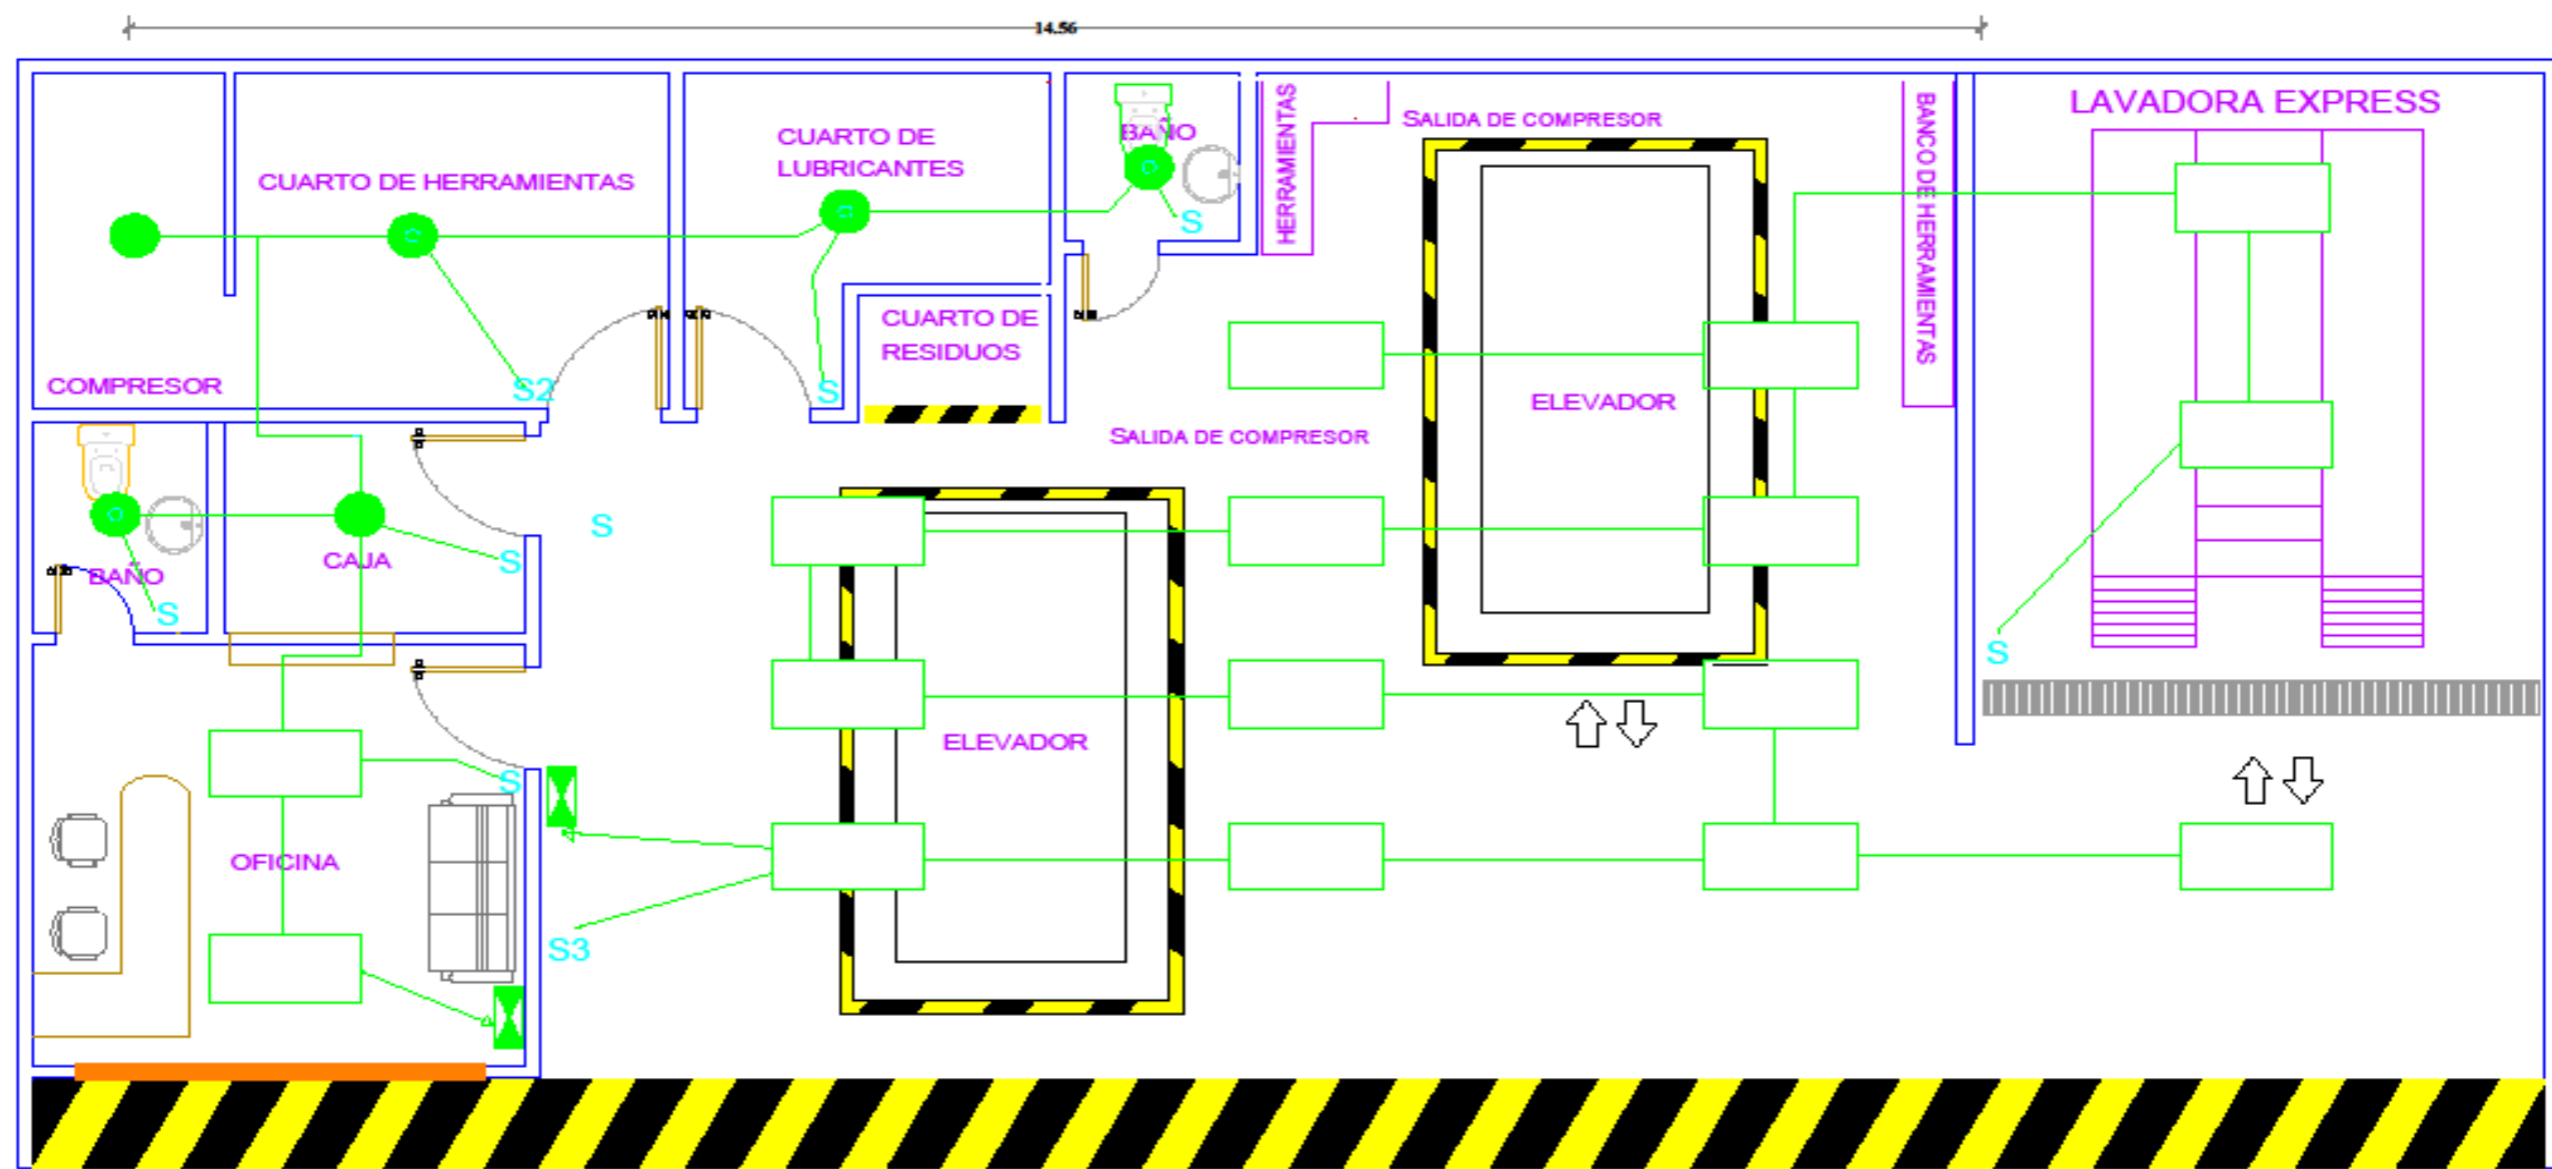 14.56
LAVADORA EXPRESS
HERRAMIENTAS
SALIDA DE COMPRESOR
BANCO DE HERRAMIENTAS
CUARTO DE
LUBRICANTES
BAÑO
CUARTO DE HERRAMIENTAS
S
CUARTO DE
RESIDUOS
COMPRESOR
S2
S
ELEVADOR
SALIDA DE COMPRESOR
S
CAJA
S
BAÑO
S
S
ELEVADOR
S
OFICINA
S3